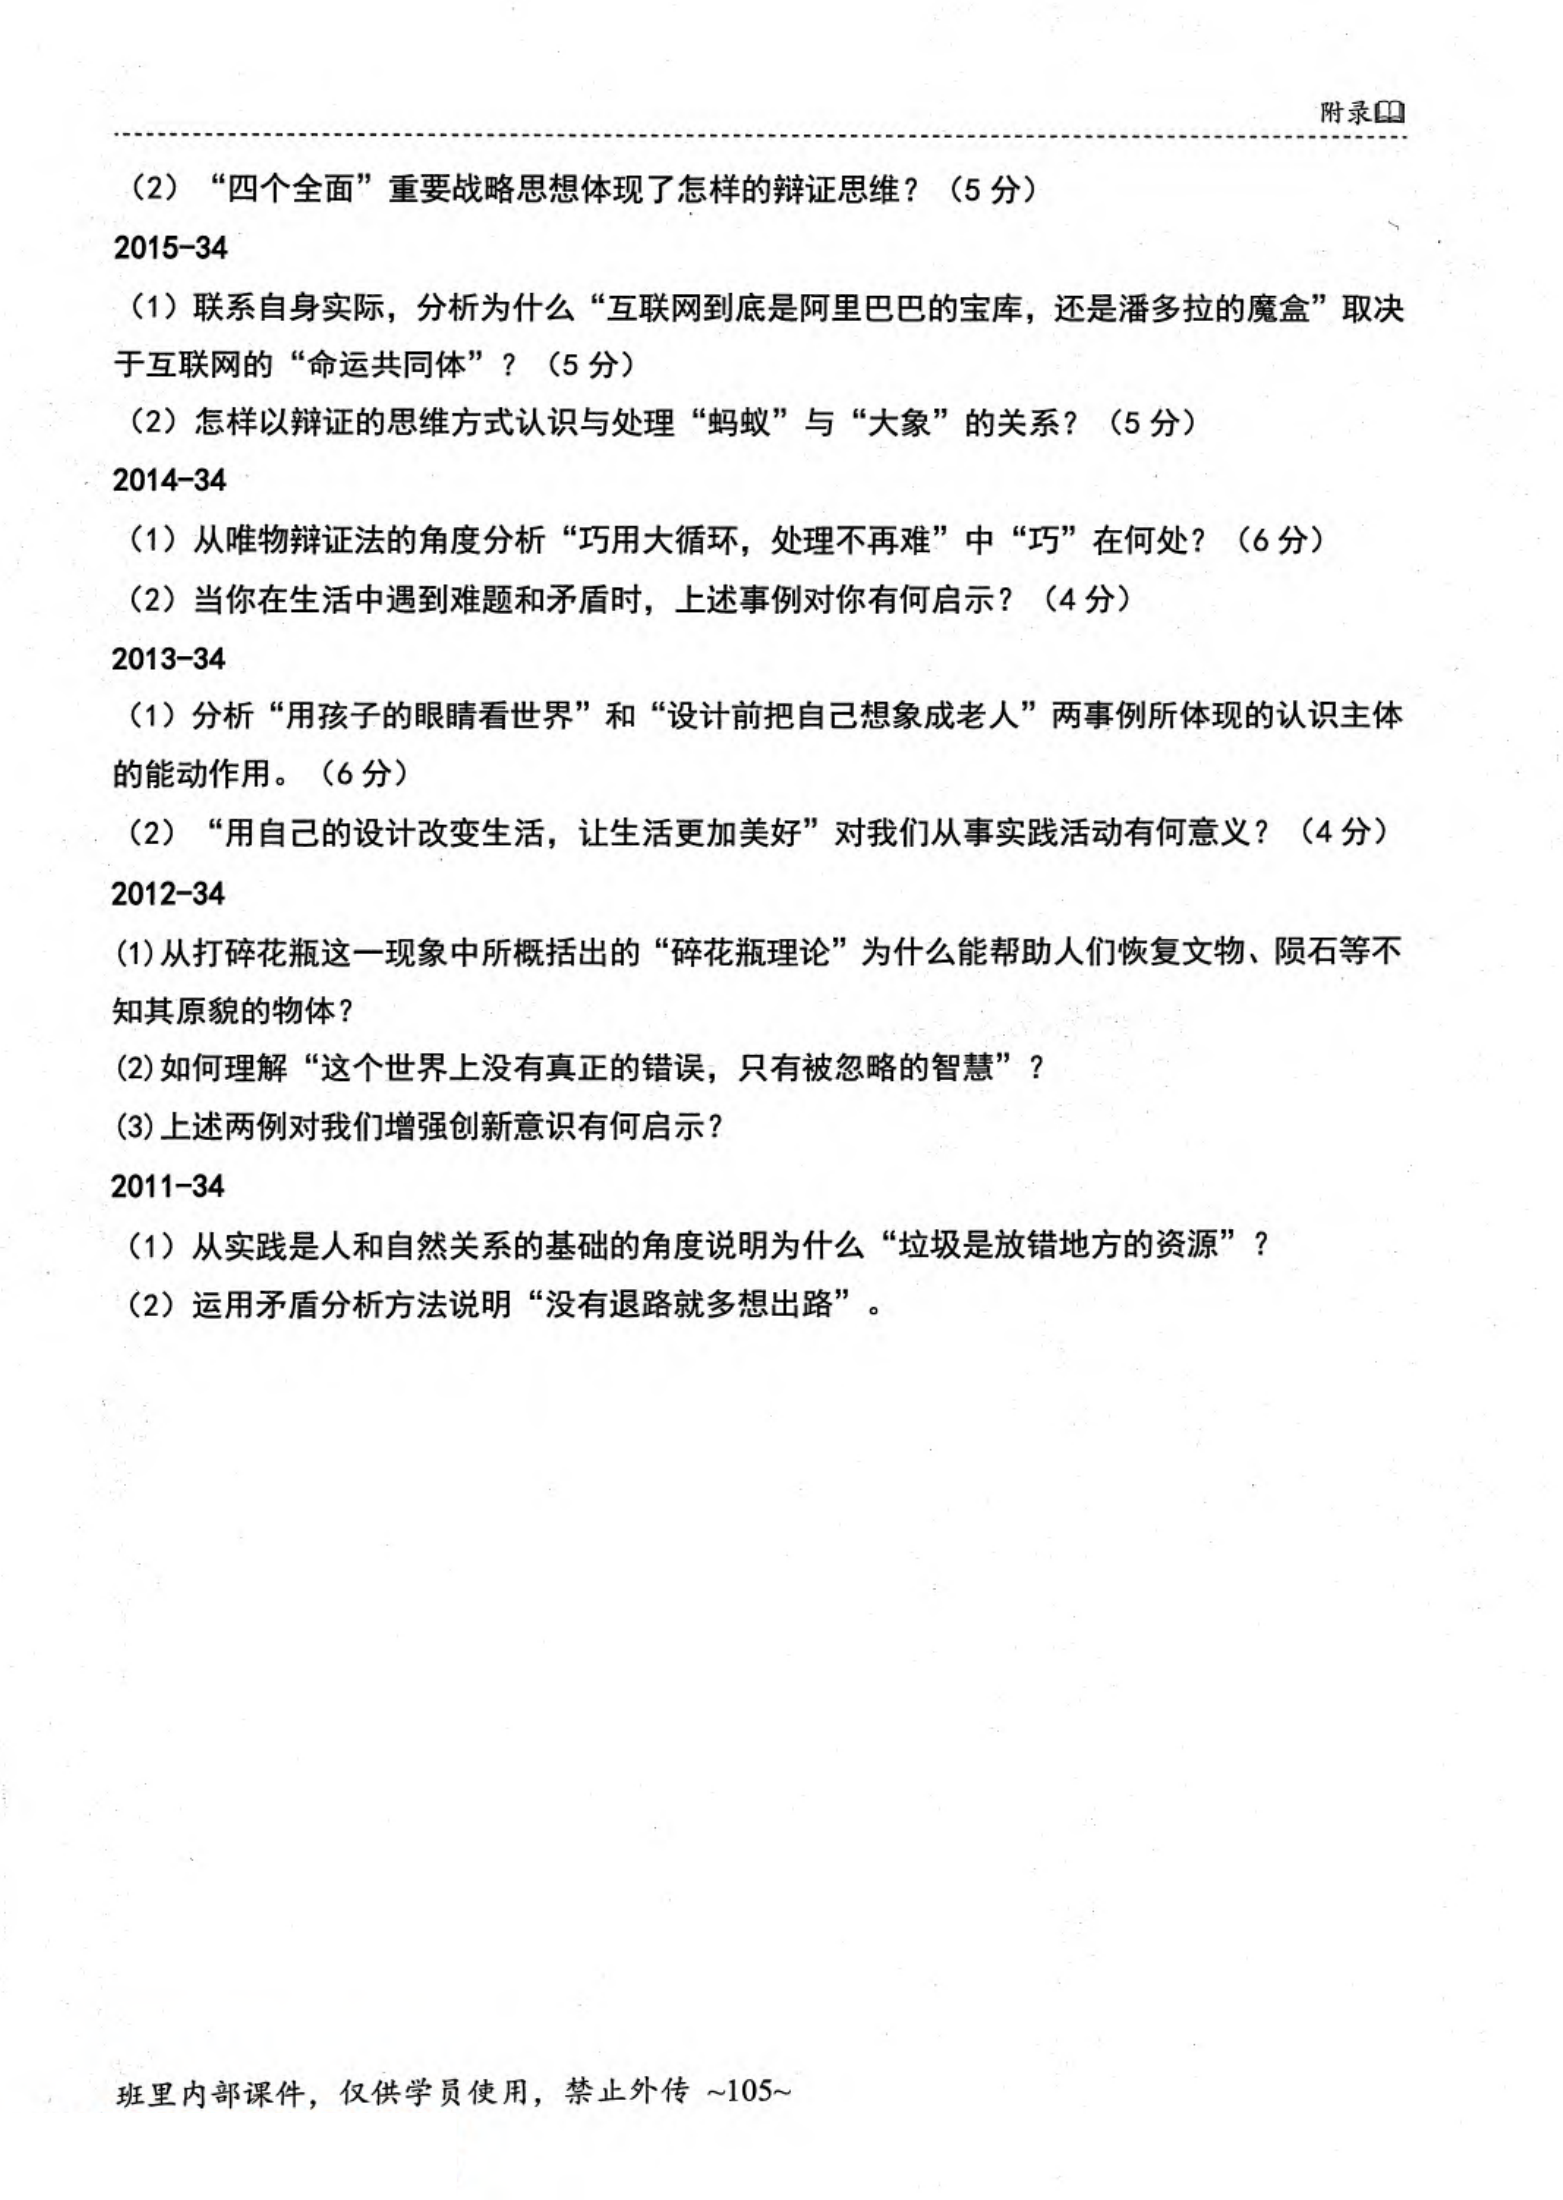 附录
（2）“四个全面”重要战略思想体现了怎样的辩证思维？（5 分）
2015-34
（1）联系自身实际，分析为什么“互联网到底是阿里巴巴的宝库，还是潘多拉的魔盒”取决
于互联网的“命运共同体”？（5 分）
（2）怎样以辩证的思维方式认识与处理“蚂蚁”与“大象”的关系？（5 分）
2014-34
（1）从唯物辩证法的角度分析“巧用大循环，处理不再难”中“巧”在何处？（6 分）
（2）当你在生活中遇到难题和矛盾时，上述事例对你有何启示？（4 分）
2013-34
（1）分析“用孩子的眼睛看世界”和“设计前把自己想象成老人”两事例所体现的认识主体
的能动作用。（6 分）
（2）“用自己的设计改变生活，让生活更加美好”对我们从事实践活动有何意义？（4 分）
2012-34
(1)从打碎花瓶这一现象中所概括出的“碎花瓶理论”为什么能帮助人们恢复文物、陨石等不
知其原貌的物体？
(2)如何理解“这个世界上没有真正的错误，只有被忽略的智慧”？
(3)上述两例对我们增强创新意识有何启示？
2011-34
（1）从实践是人和自然关系的基础的角度说明为什么“垃圾是放错地方的资源”？
（2）运用矛盾分析方法说明“没有退路就多想出路”。
班里内部课件，仅供学员使用，禁止外传 ~105~